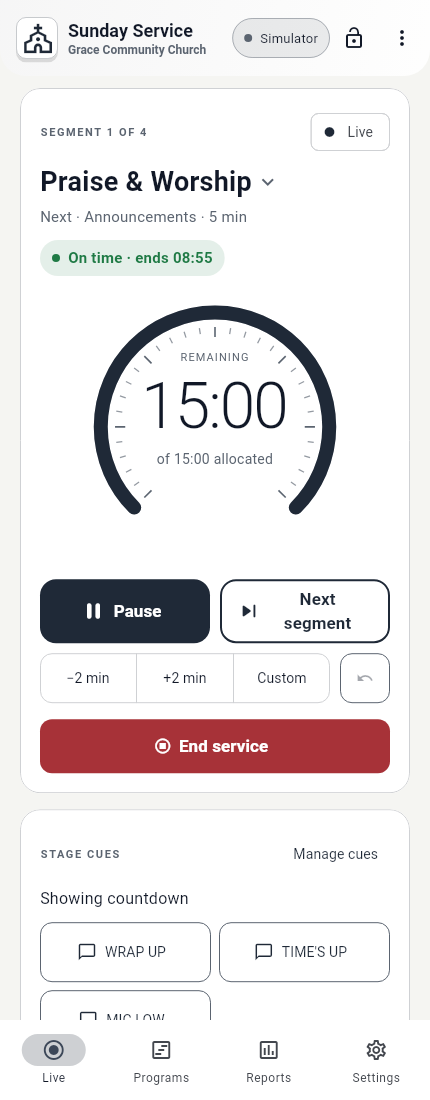 Sunday Service
Grace Community Church
Simulator
SEGMENT 1 OF 4
Live
Praise & Worship
Next · Announcements · 5 min
On time · ends 08:55
REMAINING
15:00
of 15:00 allocated
Pause
Next
segment
−2 min
+2 min
Custom
End service
STAGE CUES
Manage cues
Showing countdown
WRAP UP
TIME'S UP
MIC LOW
Live
Programs
Reports
Settings